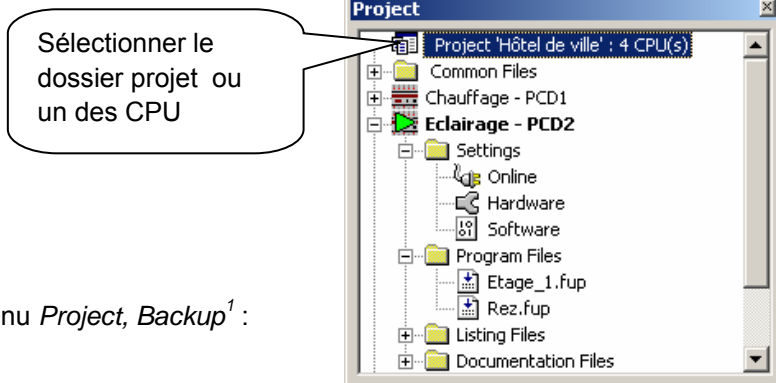 Project
Sélectionner le
dossier projet ou
un des CPU
Project 'Hôtel de ville' : 4 CPU(s)
Common Files
Chauffage - PCD1
Eclairage - PCD2
Settings
Online
Hardware
Software
Program Files
Etage_1.fup
Rez.fup
Listing Files
Documentation Files
nu Project, Backup¹ :